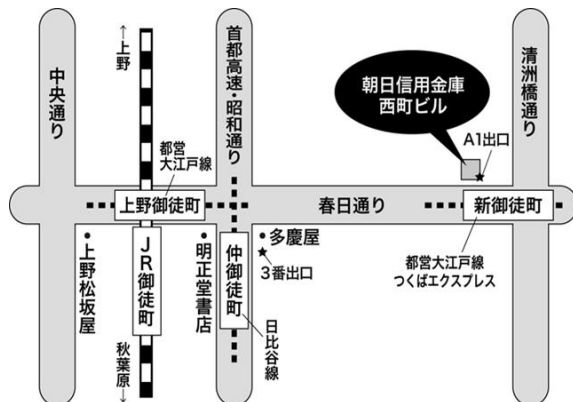 ←上野
中央通り
首都高速・昭和通り
清洲橋通り
朝日信用金庫
西町ビル
A1出口
都営
大江戸線
上野御徒町
春日通り
新御徒町
上野松坂屋
JR御徒町
明正堂書店
仲御徒町
多慶屋
3番出口
都営大江戸線
つくばエクスプレス
日比谷線
秋葉原→